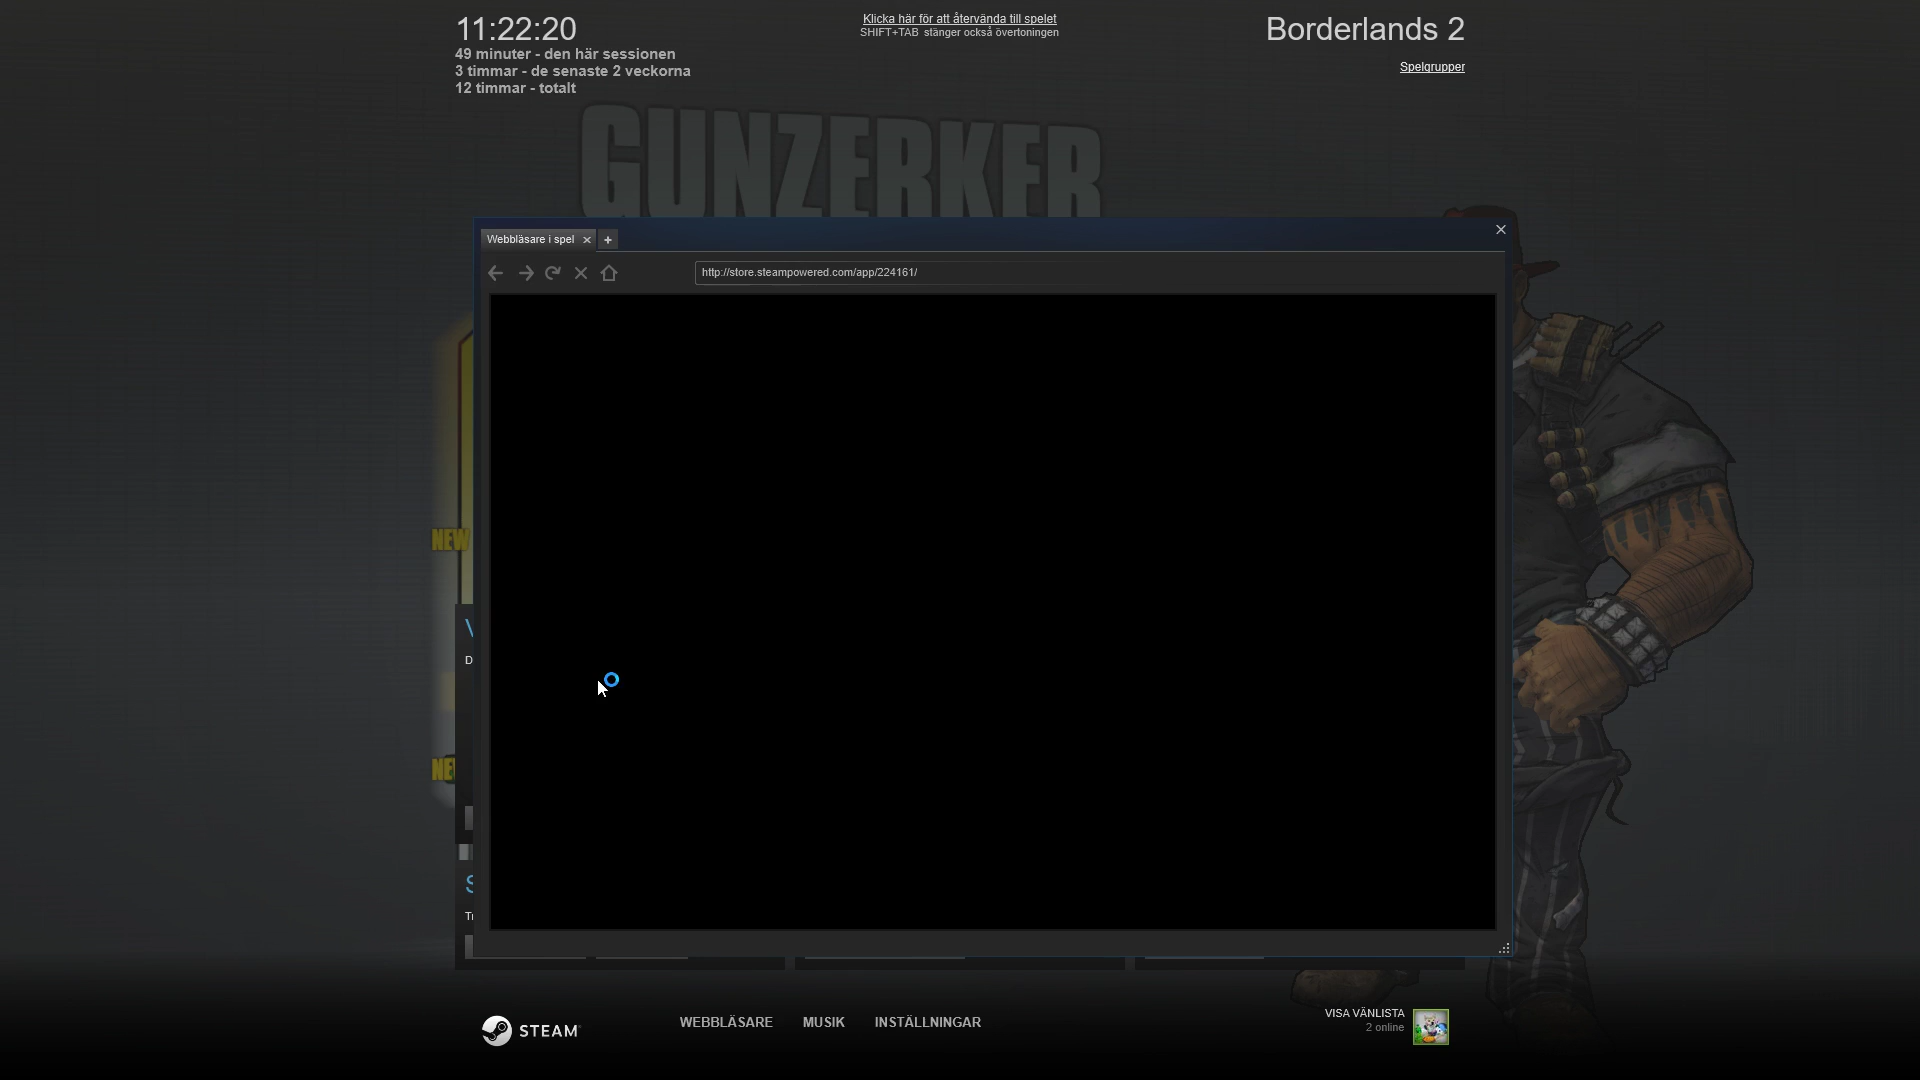 11:22:20
49 minuter - den här sessionen
3 timmar - de senaste 2 veckorna
12 timmar - totalt
Klicka här för att återvända till spelet
SHIFT+TAB stänger också övertoningen
Borderlands 2
Spelgrupper
GUNZERKER
Webbläsare i spel
http://store.steampowered.com/app/224161/
NEW
V
D
NE
S
Tr
STEAM
WEBBLÄSARE
MUSIK
INSTÄLLNINGAR
VISA VÄNLISTA
2 online